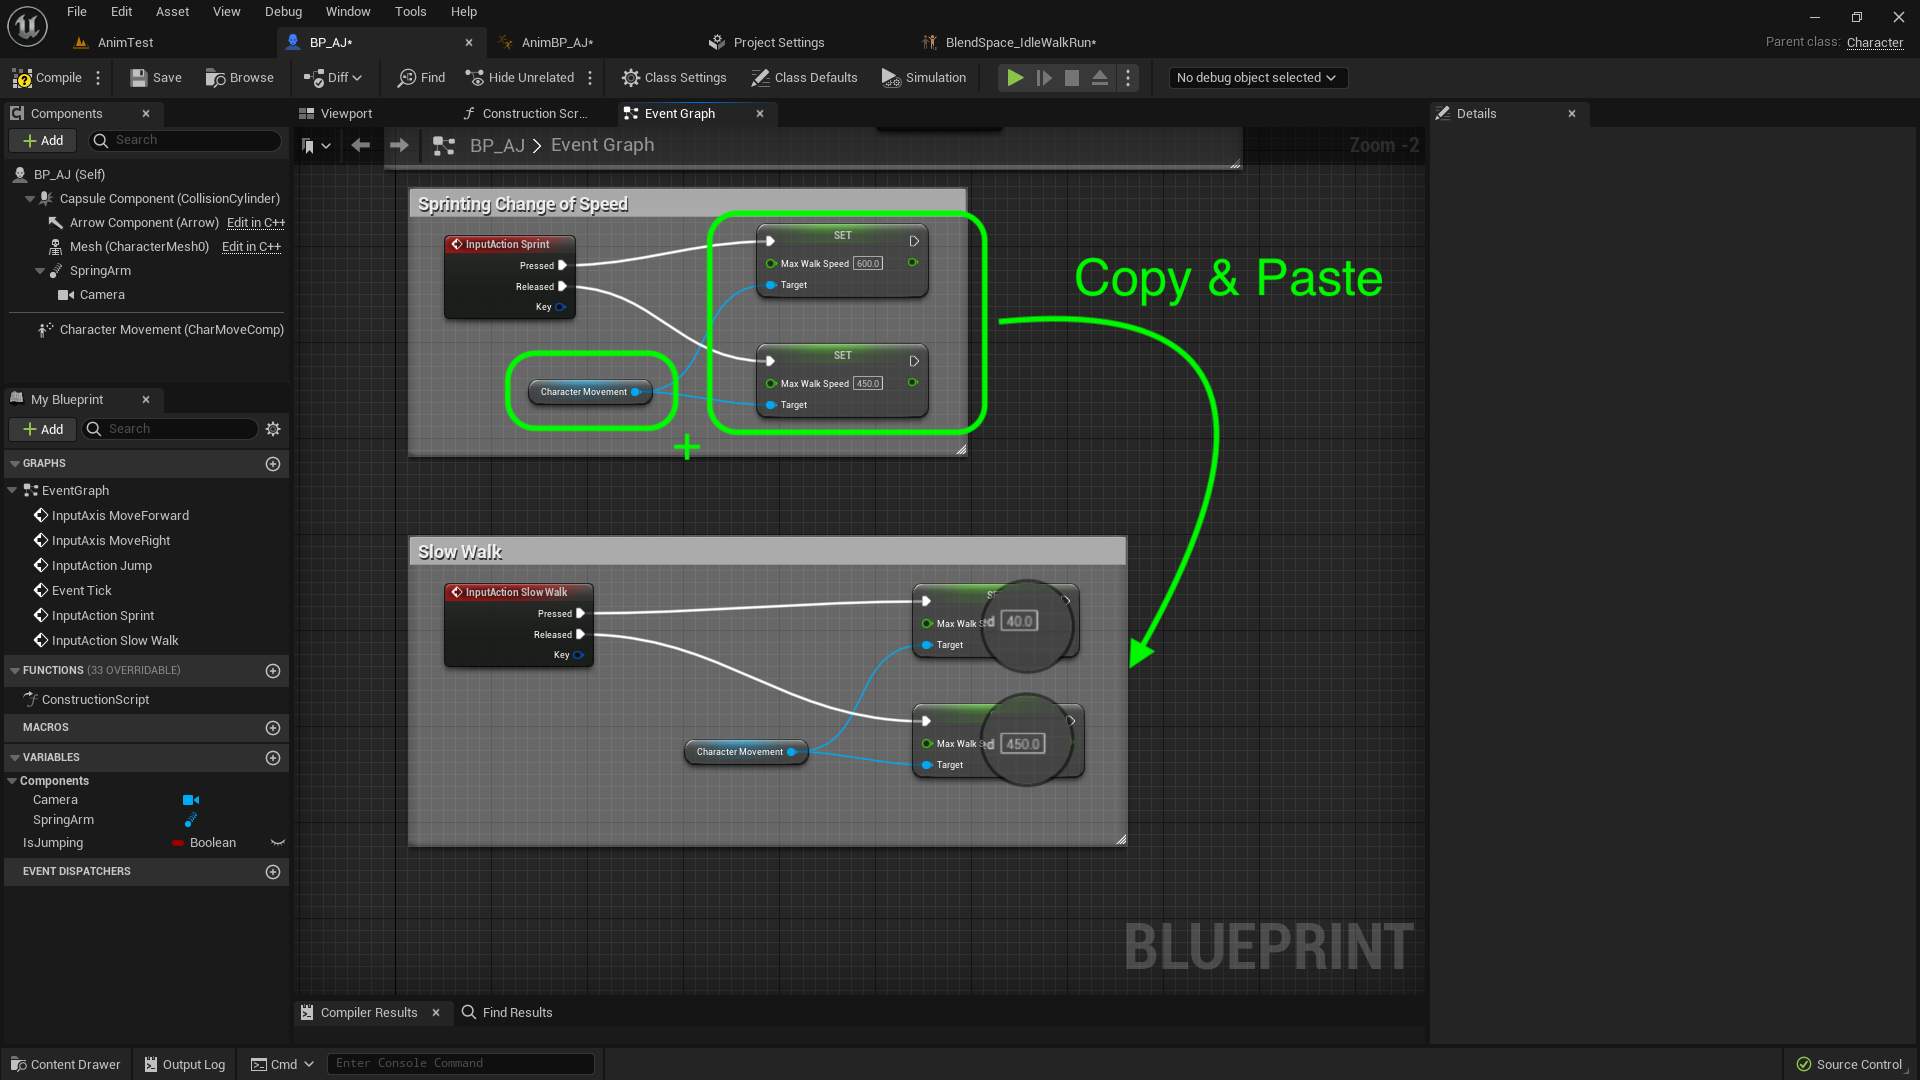 File Edit Asset View Debug Window Tools Help
AnimTest BP_AJ* AnimBP_AJ* Project Settings BlendSpace_IdleWalkRun* Parent class: Character
Compile Save Browse Diff Find Hide Unrelated Class Settings Class Defaults Simulation No debug object selected
Components
Add Search
BP_AJ (Self)
Capsule Component (CollisionCylinder)
Arrow Component (Arrow) Edit in C++
Mesh (CharacterMesh0) Edit in C++
SpringArm
Camera
Character Movement (CharMoveComp)
My Blueprint
Add Search
GRAPHS
EventGraph
InputAxis MoveForward
InputAxis MoveRight
InputAction Jump
Event Tick
InputAction Sprint
InputAction Slow Walk
FUNCTIONS (33 OVERRIDABLE)
ConstructionScript
MACROS
VARIABLES
Components
Camera
SpringArm
IsJumping Boolean
EVENT DISPATCHERS
Viewport Construction Scr... Event Graph
BP_AJ > Event Graph Zoom -2
Sprinting Change of Speed
InputAction Sprint
Pressed
Released
Key
SET
Max Walk Speed 600.0
Target
Character Movement
SET
Max Walk Speed 450.0
Target
+
Copy & Paste
Slow Walk
InputAction Slow Walk
Pressed
Released
Key
Max Walk
d 40.0
Target
Character Movement
Max Walk
d 450.0
Target
BLUEPRINT
Compiler Results Find Results
Details
Content Drawer Output Log Cmd Enter Console Command Source Control